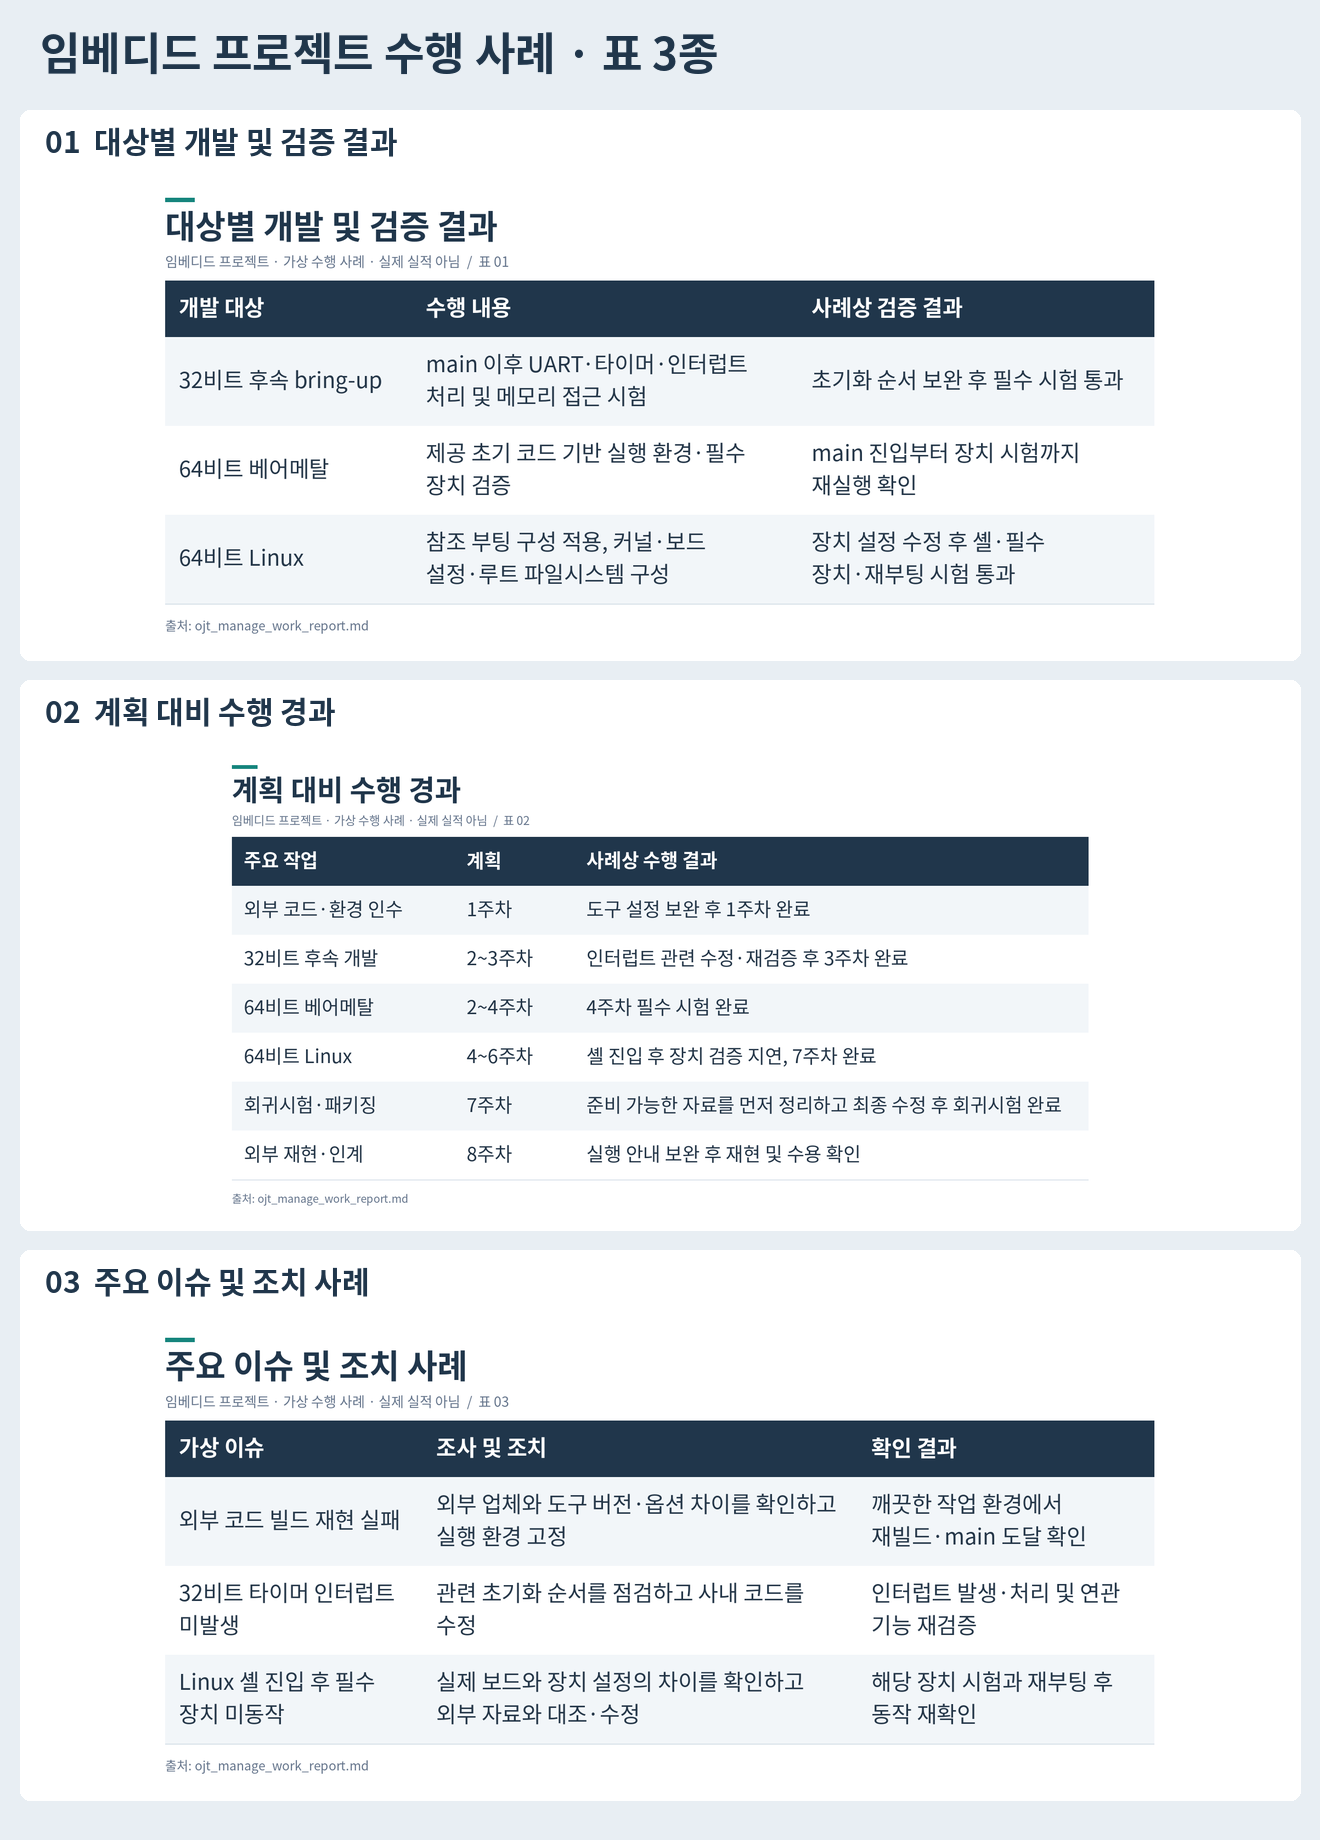 임베디드 프로젝트 수행 사례 · 표 3종
01 대상별 개발 및 검증 결과
대상별 개발 및 검증 결과
임베디드 프로젝트 · 가상 수행 사례 · 실제 실적 아님 / 표 01
개발 대상 수행 내용 사례상 검증 결과
32비트 후속 bring-up
main 이후 UART·타이머·인터럽트
처리 및 메모리 접근 시험
초기화 순서 보완 후 필수 시험 통과
64비트 베어메탈
제공 초기 코드 기반 실행 환경·필수
장치 검증
main 진입부터 장치 시험까지
재실행 확인
64비트 Linux
참조 부팅 구성 적용, 커널·보드
설정·루트 파일시스템 구성
장치 설정 수정 후 셸·필수
장치·재부팅 시험 통과
출처: ojt_manage_work_report.md
02 계획 대비 수행 경과
계획 대비 수행 경과
임베디드 프로젝트 · 가상 수행 사례 · 실제 실적 아님 / 표 02
주요 작업 계획 사례상 수행 결과
외부 코드·환경 인수 1주차 도구 설정 보완 후 1주차 완료
32비트 후속 개발 2~3주차 인터럽트 관련 수정·재검증 후 3주차 완료
64비트 베어메탈 2~4주차 4주차 필수 시험 완료
64비트 Linux 4~6주차 셸 진입 후 장치 검증 지연, 7주차 완료
회귀시험·패키징 7주차 준비 가능한 자료를 먼저 정리하고 최종 수정 후 회귀시험 완료
외부 재현·인계 8주차 실행 안내 보완 후 재현 및 수용 확인
출처: ojt_manage_work_report.md
03 주요 이슈 및 조치 사례
주요 이슈 및 조치 사례
임베디드 프로젝트 · 가상 수행 사례 · 실제 실적 아님 / 표 03
가상 이슈 조사 및 조치 확인 결과
외부 코드 빌드 재현 실패
외부 업체와 도구 버전·옵션 차이를 확인하고
실행 환경 고정
깨끗한 작업 환경에서
재빌드·main 도달 확인
32비트 타이머 인터럽트
미발생
관련 초기화 순서를 점검하고 사내 코드를
수정
인터럽트 발생·처리 및 연관
기능 재검증
Linux 셸 진입 후 필수
장치 미동작
실제 보드와 장치 설정의 차이를 확인하고
외부 자료와 대조·수정
해당 장치 시험과 재부팅 후
동작 재확인
출처: ojt_manage_work_report.md